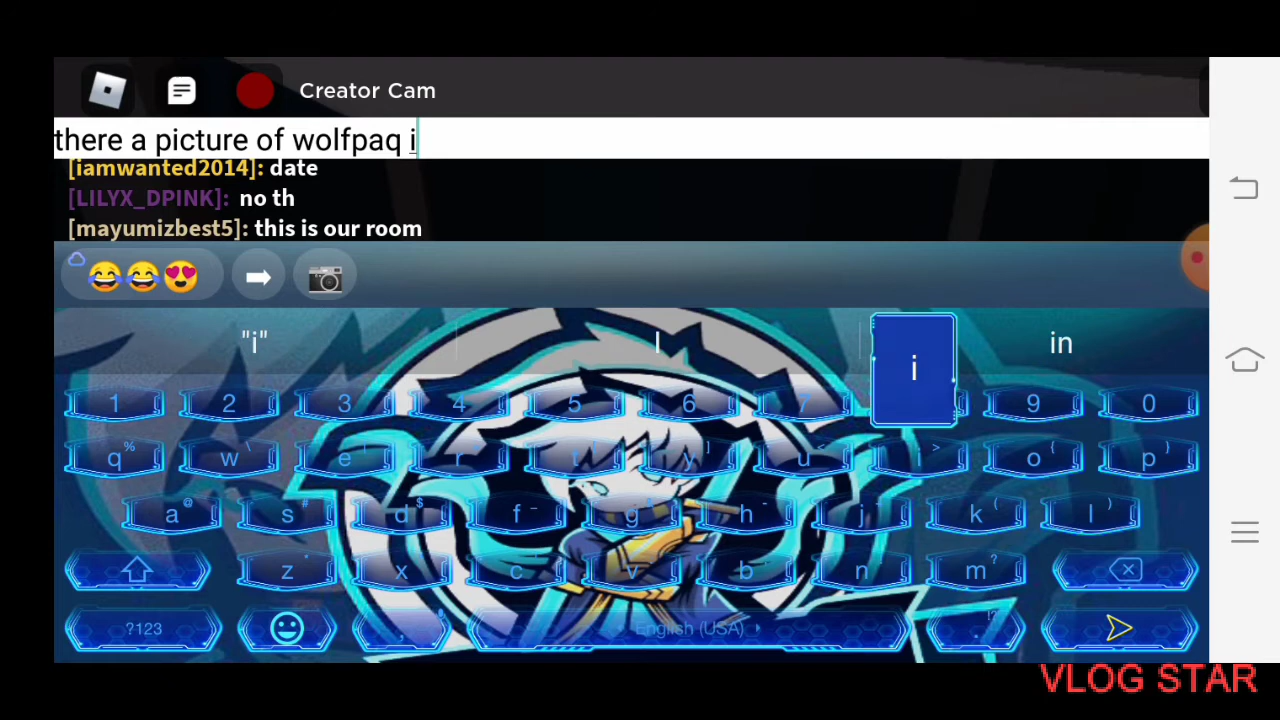 Creator Cam
there a picture of wolfpaq i
[iamwanted2014]: date
[LILYX_DPINK]: no th
[mayumizbest5]: this is our room
"i" I in
i
1 2 3 4 5 6 7 9 0
q% w\ e| r t[ y] u< > o{ p}
a@ s# d$ f_ g& h- j k( l)
z x c v b n m?
?123 , English (USA) . !?
VLOG STAR